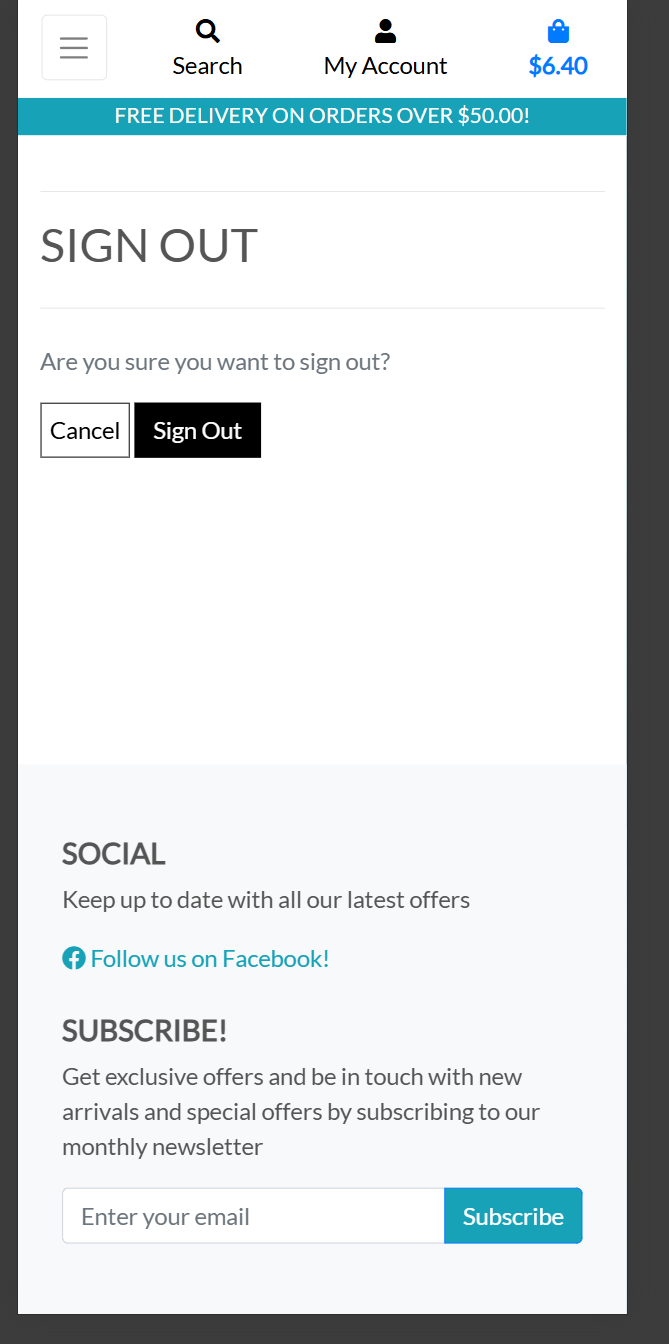 Search
My Account
$6.40
FREE DELIVERY ON ORDERS OVER $50.00!
SIGN OUT
Are you sure you want to sign out?
Cancel
Sign Out
SOCIAL
Keep up to date with all our latest offers
Follow us on Facebook!
SUBSCRIBE!
Get exclusive offers and be in touch with new
arrivals and special offers by subscribing to our
monthly newsletter
Enter your email
Subscribe